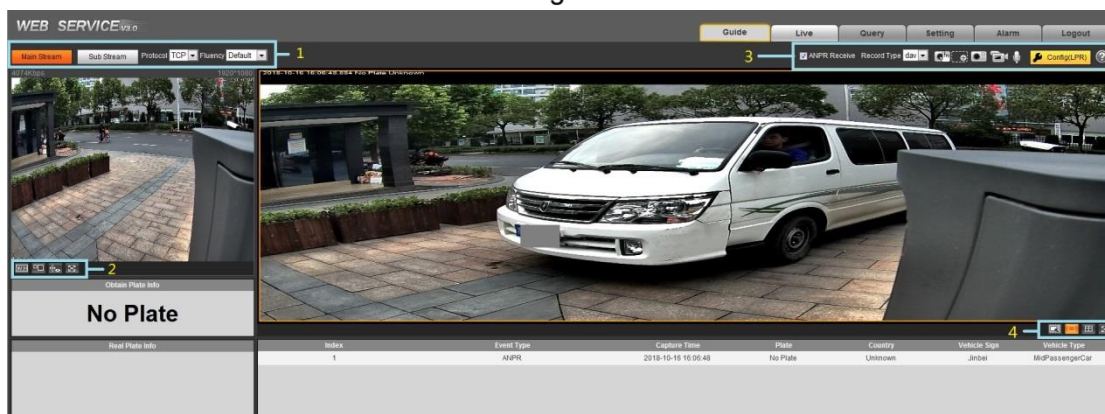 WEB SERVICE V3.0
Guide Live Query Setting Alarm Logout
Main Stream Sub Stream Protocol TCP Fluency Default 1
3 ANPR Receive Record Type dav Config(LPR) ?
4074Kbps 1920*1080
2018-10-16 16:06:48.884 No Plate Unknown
2
Obtain Plate Info
No Plate
4
Real Plate Info
Index Event Type Capture Time Plate Country Vehicle Sign Vehicle Type
1 ANPR 2018-10-16 16:06:48 No Plate Unknown Jinbei MidPassengerCar